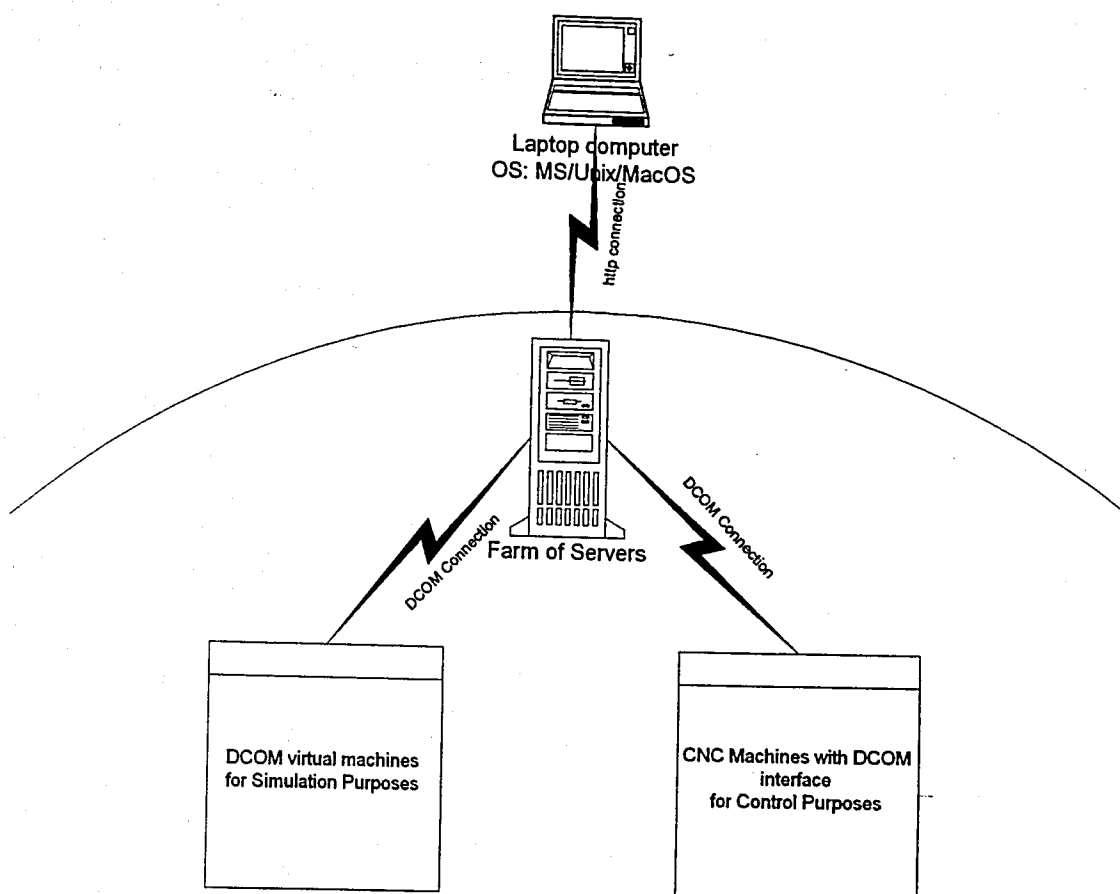 Laptop computer
OS: MS/Unix/MacOS
http connection
Farm of Servers
DCOM Connection
DCOM Connection
DCOM virtual machines
for Simulation Purposes
CNC Machines with DCOM
interface
for Control Purposes